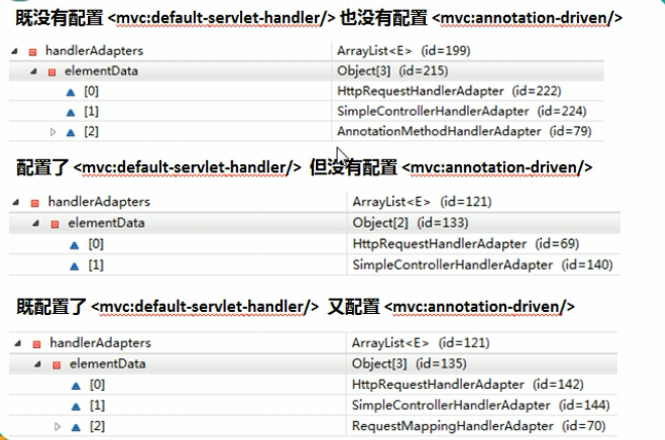 既没有配置 <mvc:default-servlet-handler/> 也没有配置 <mvc:annotation-driven/>
handlerAdapters ArrayList<E> (id=199)
elementData Object[3] (id=215)
[0] HttpRequestHandlerAdapter (id=222)
[1] SimpleControllerHandlerAdapter (id=224)
[2] AnnotationMethodHandlerAdapter (id=79)
配置了 <mvc:default-servlet-handler/> 但没有配置 <mvc:annotation-driven/>
handlerAdapters ArrayList<E> (id=121)
elementData Object[2] (id=133)
[0] HttpRequestHandlerAdapter (id=69)
[1] SimpleControllerHandlerAdapter (id=140)
既配置了 <mvc:default-servlet-handler/> 又配置 <mvc:annotation-driven/>
handlerAdapters ArrayList<E> (id=121)
elementData Object[3] (id=135)
[0] HttpRequestHandlerAdapter (id=142)
[1] SimpleControllerHandlerAdapter (id=144)
[2] RequestMappingHandlerAdapter (id=70)